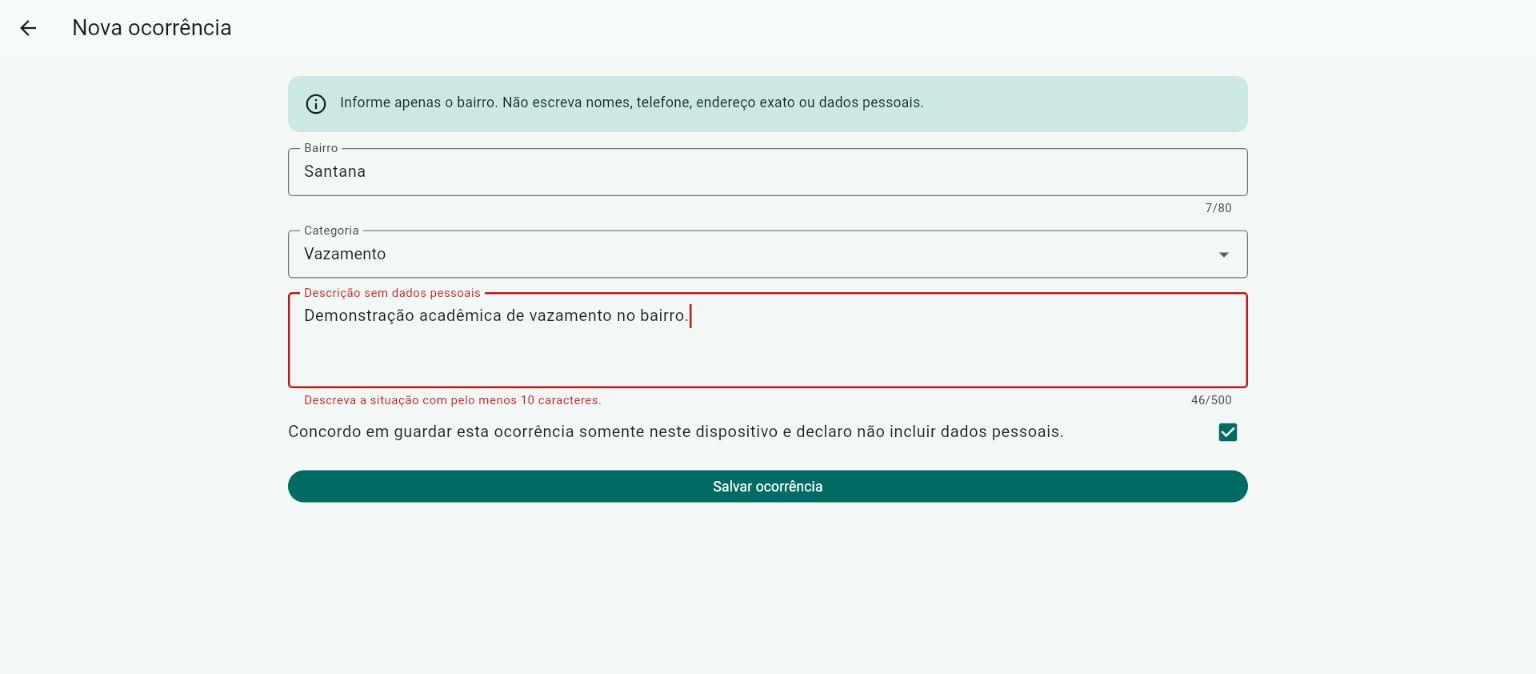 Nova ocorrência
Informe apenas o bairro. Não escreva nomes, telefone, endereço exato ou dados pessoais.
Bairro
Santana
7/80
Categoria
Vazamento
Descrição sem dados pessoais
Demonstração acadêmica de vazamento no bairro.
Descreva a situação com pelo menos 10 caracteres.
46/500
Concordo em guardar esta ocorrência somente neste dispositivo e declaro não incluir dados pessoais.
Salvar ocorrência